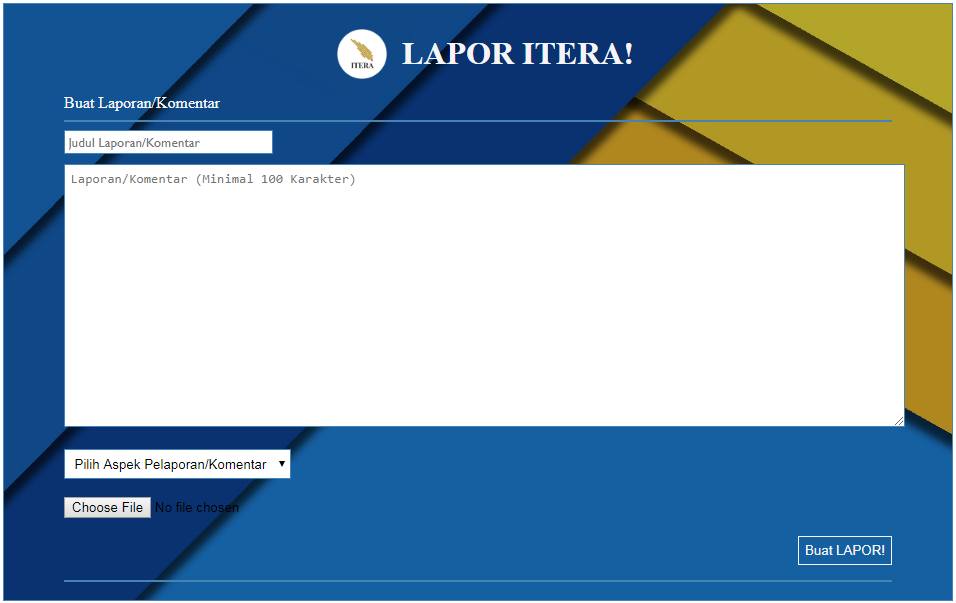 ITERA
LAPOR ITERA!
Buat Laporan/Komentar
Judul Laporan/Komentar
Laporan/Komentar (Minimal 100 Karakter)
Pilih Aspek Pelaporan/Komentar
Choose File No file chosen
Buat LAPOR!